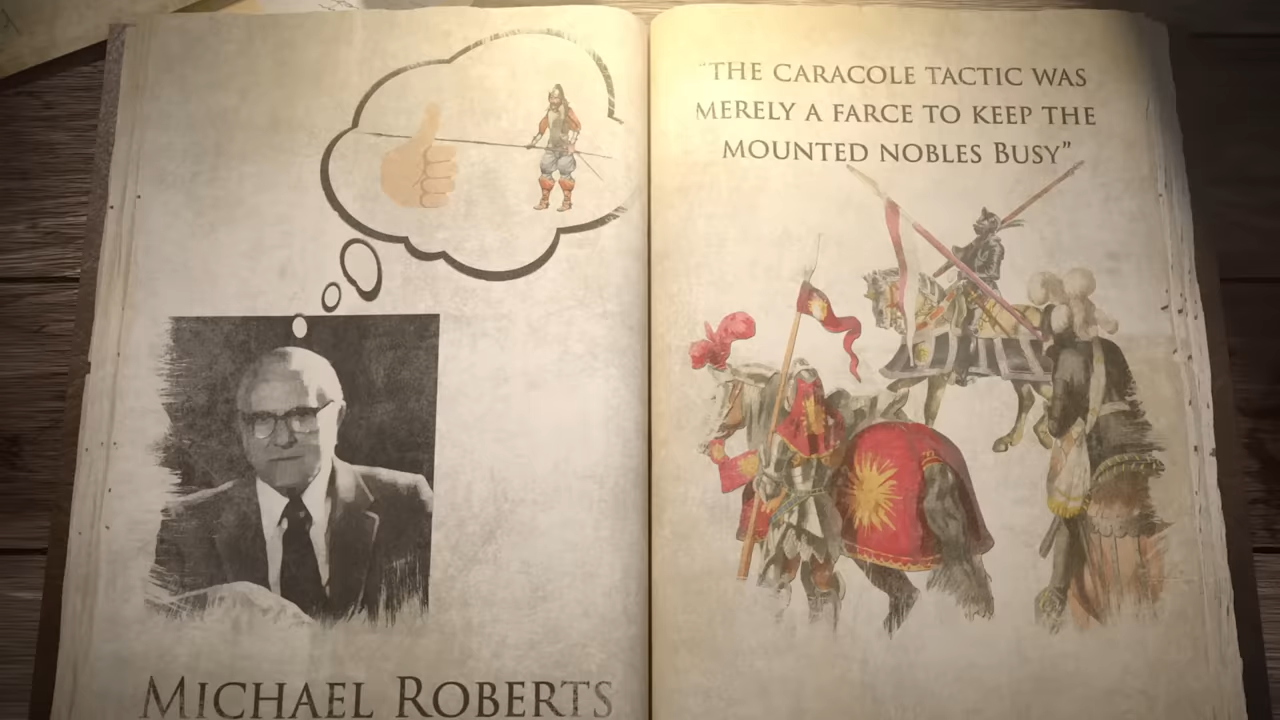 MICHAEL ROBERTS
"THE CARACOLE TACTIC WAS
MERELY A FARCE TO KEEP THE
MOUNTED NOBLES BUSY”